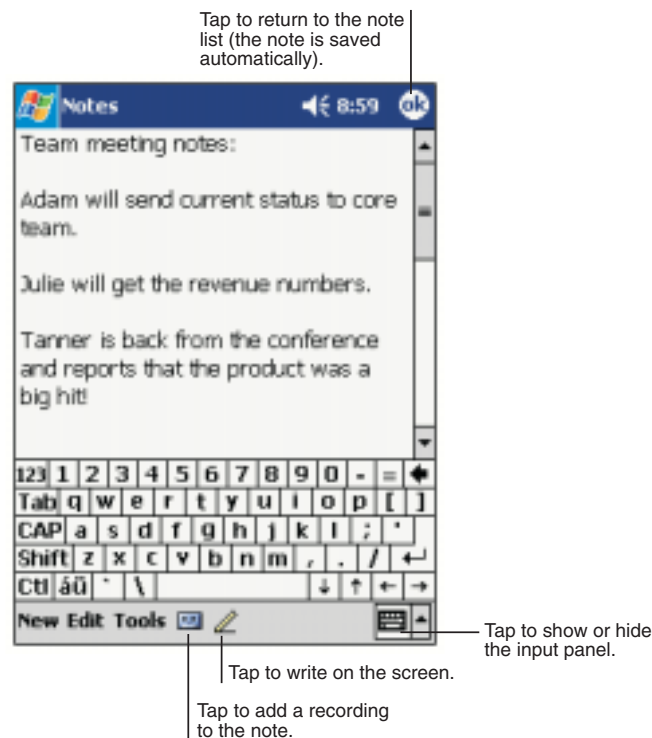 Tap to return to the note
list (the note is saved
automatically).
Notes 8:59 ok
Team meeting notes:
Adam will send current status to core
team.
Julie will get the revenue numbers.
Tanner is back from the conference
and reports that the product was a
big hit!
123 1 2 3 4 5 6 7 8 9 0 - =
Tab q w e r t y u i o p [ ]
CAP a s d f g h j k l ; '
Shift z x c v b n m , . /
Ctl áü ` \
New Edit Tools
Tap to show or hide
the input panel.
Tap to write on the screen.
Tap to add a recording
to the note.